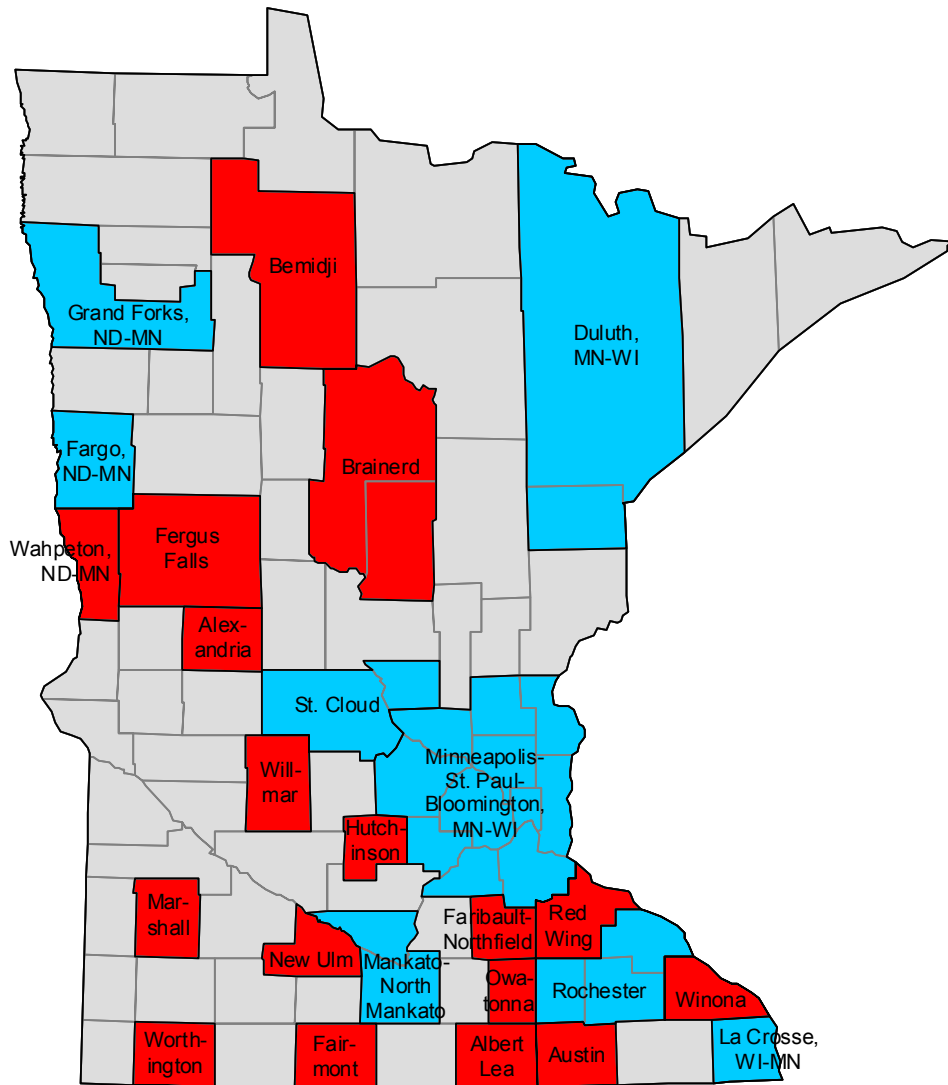 Bemidji
Grand Forks,
ND-MN
Duluth,
MN-WI
Fargo,
ND-MN
Brainerd
Wahpeton,
ND-MN
Fergus
Falls
Alex-
andria
St. Cloud
Will-
mar
Minneapolis-
St. Paul-
Bloomington,
MN-WI
Hutch-
inson
Mar-
shall
Faribault-
Northfield
Red
Wing
New Ulm
Mankato-
North
Mankato
Owa-
tonna
Rochester
Winona
Worth-
ington
Fair-
mont
Albert
Lea
Austin
La Crosse,
WI-MN